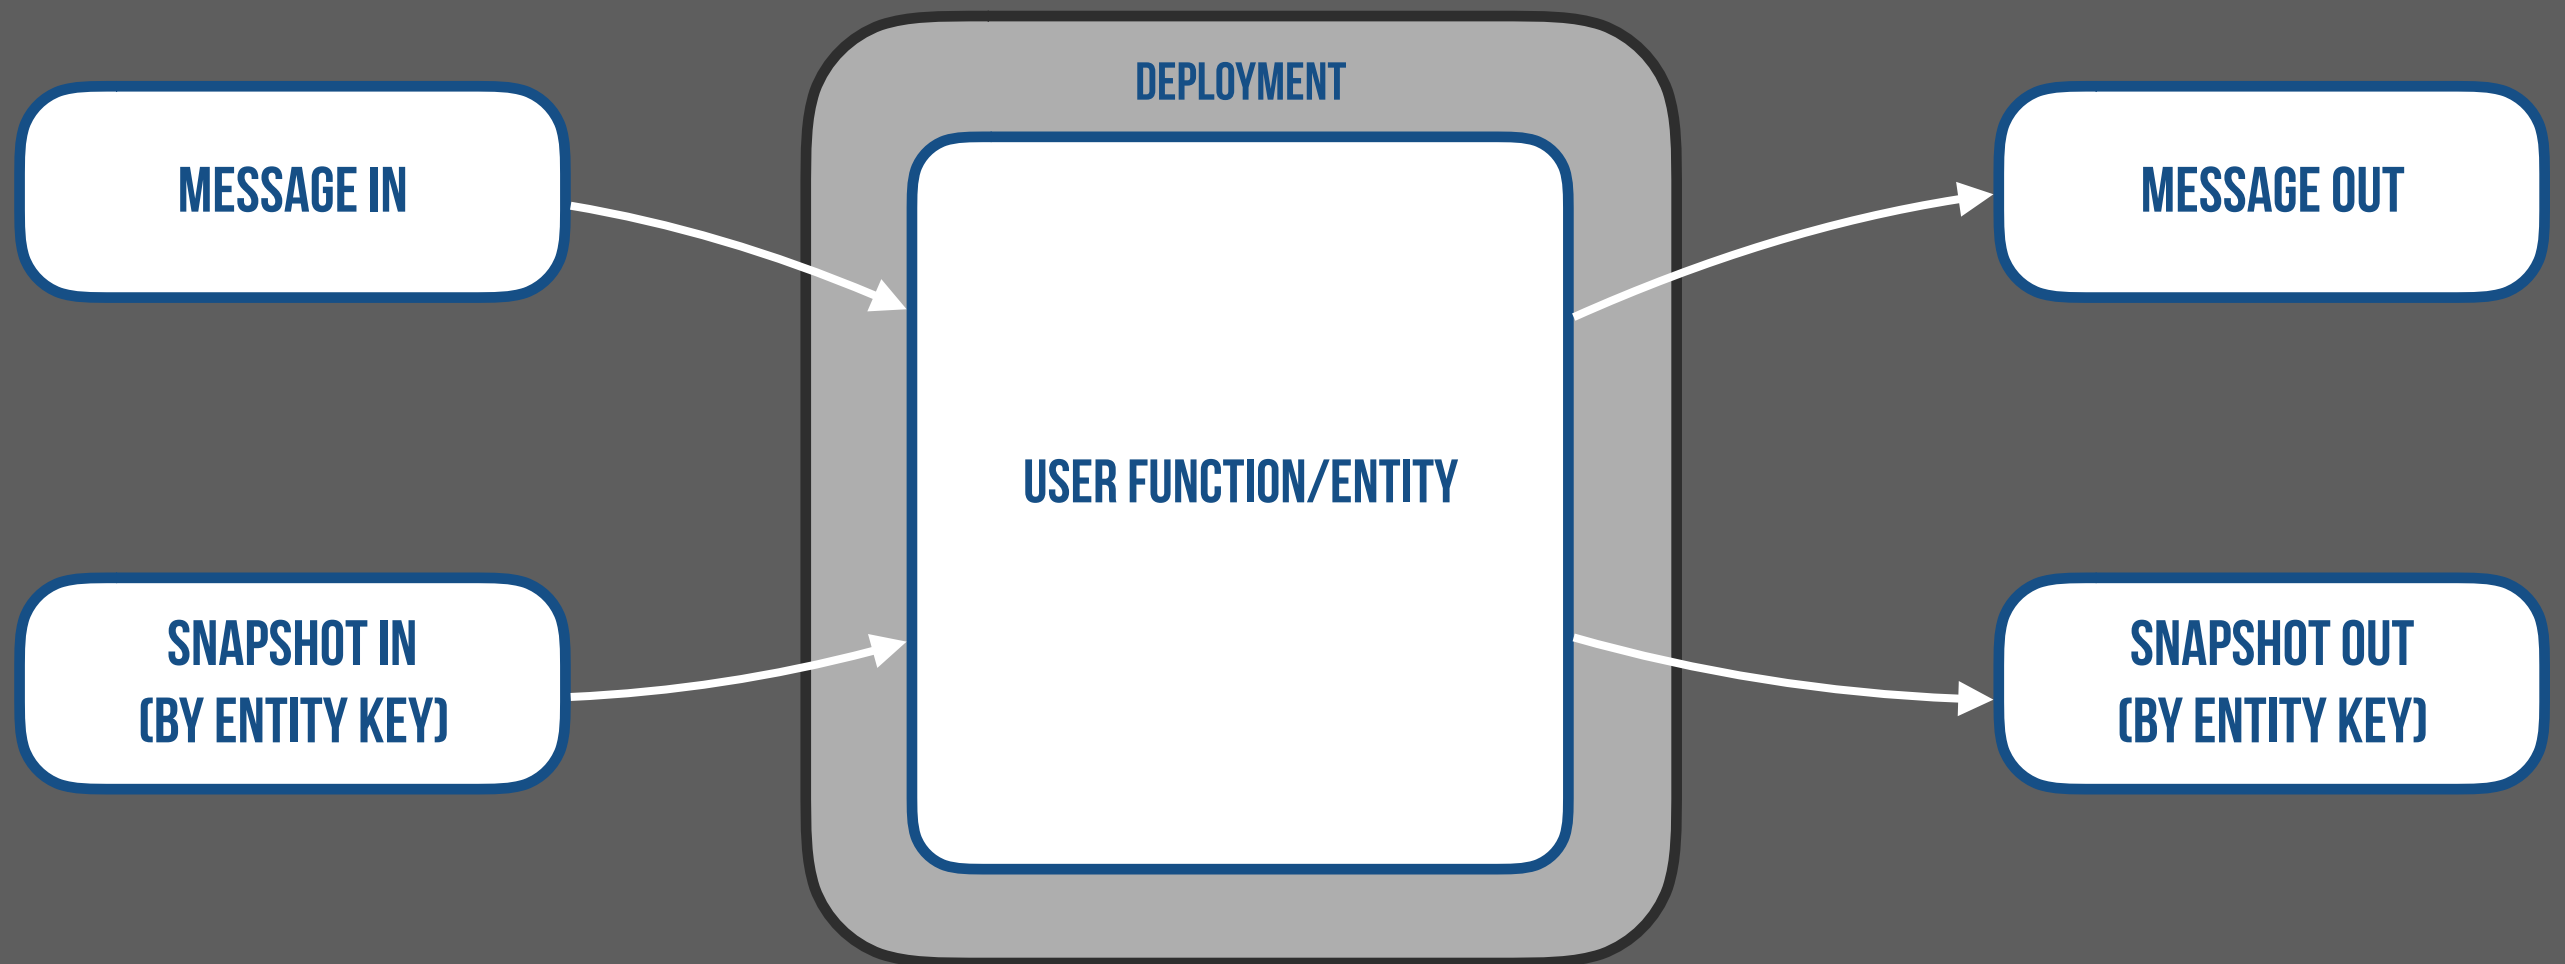 DEPLOYMENT
MESSAGE IN
MESSAGE OUT
USER FUNCTION/ENTITY
SNAPSHOT IN
(BY ENTITY KEY)
SNAPSHOT OUT
(BY ENTITY KEY)